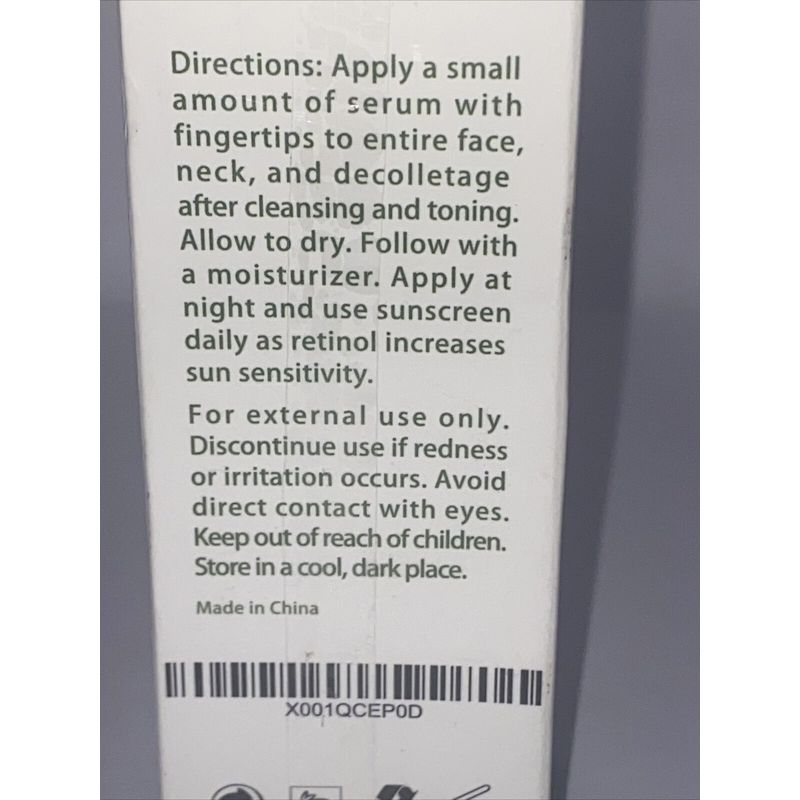 Directions: Apply a small
amount of serum with
fingertips to entire face,
neck, and decolletage
after cleansing and toning.
Allow to dry. Follow with
a moisturizer. Apply at
night and use sunscreen
daily as retinol increases
sun sensitivity.
For external use only.
Discontinue use if redness
or irritation occurs. Avoid
direct contact with eyes.
Keep out of reach of children.
Store in a cool, dark place.
Made in China
X001QCEP0D